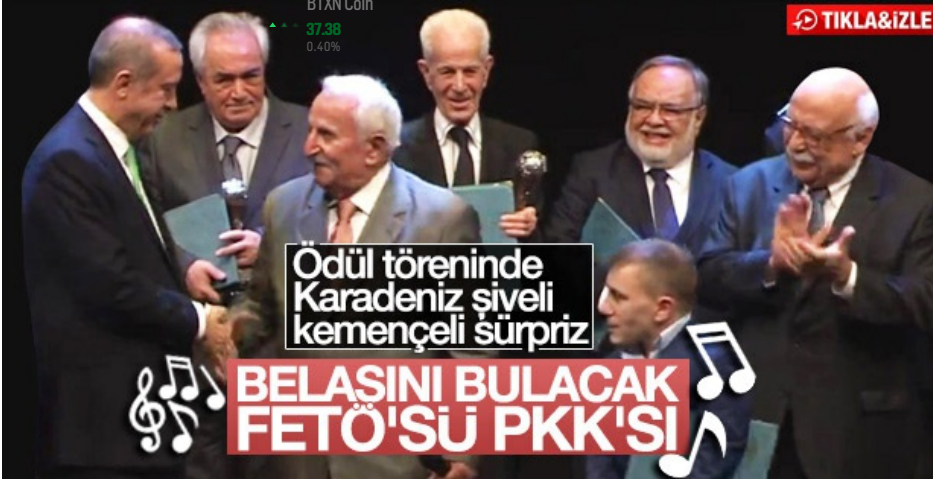 BTXN Coin
37.38
0.40%
TIKLA&iZLE
Ödül töreninde
Karadeniz şiveli
kemençeli sürpriz
BELASINI BULACAK
FETÖ'SÜ PKK'SI